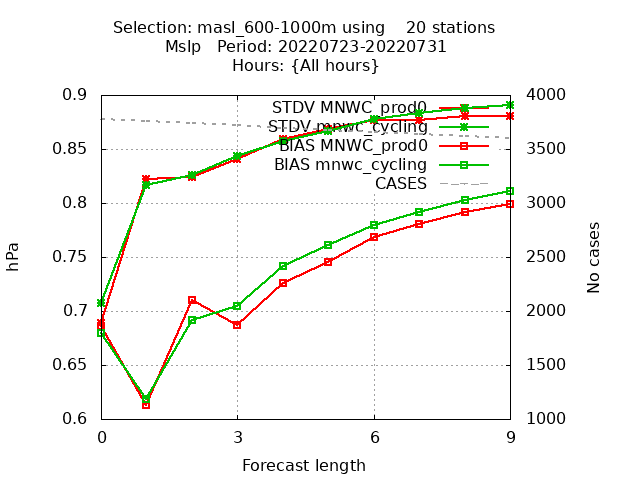 Selection: masl_600-1000m using    20 stations
Mslp   Period: 20220723-20220731
Hours: {All hours}
0.9
0.85
0.8
0.75
0.7
0.65
0.6
hPa
4000
3500
3000
2500
2000
1500
1000
No cases
STDV MNWC_prod0
STDV mnwc_cycling
BIAS MNWC_prod0
BIAS mnwc_cycling
CASES
0 3 6 9
Forecast length